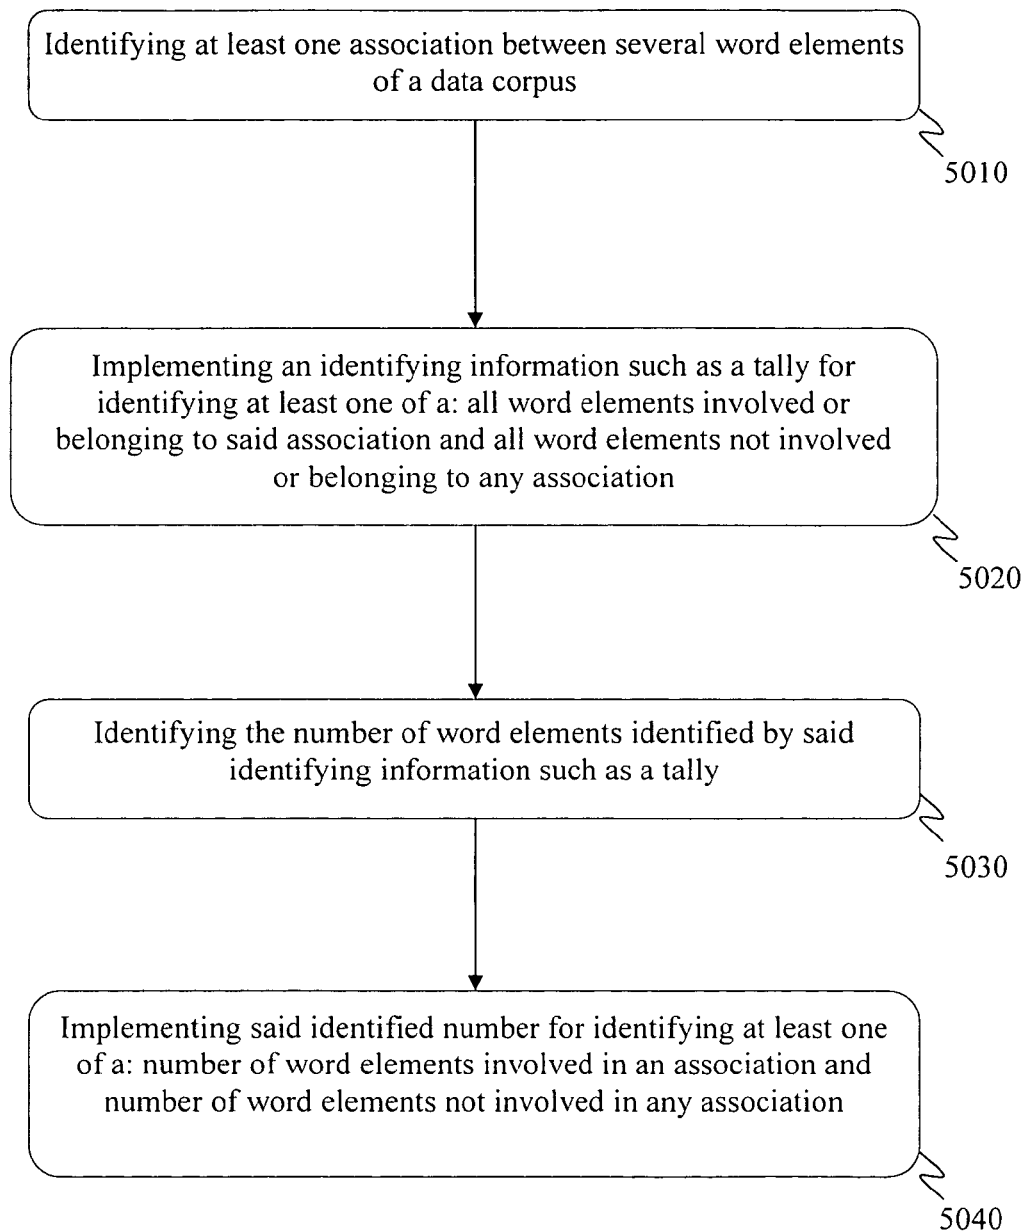 Identifying at least one association between several word elements
of a data corpus
5010
Implementing an identifying information such as a tally for
identifying at least one of a: all word elements involved or
belonging to said association and all word elements not involved
or belonging to any association
5020
Identifying the number of word elements identified by said
identifying information such as a tally
5030
Implementing said identified number for identifying at least one
of a: number of word elements involved in an association and
number of word elements not involved in any association
5040